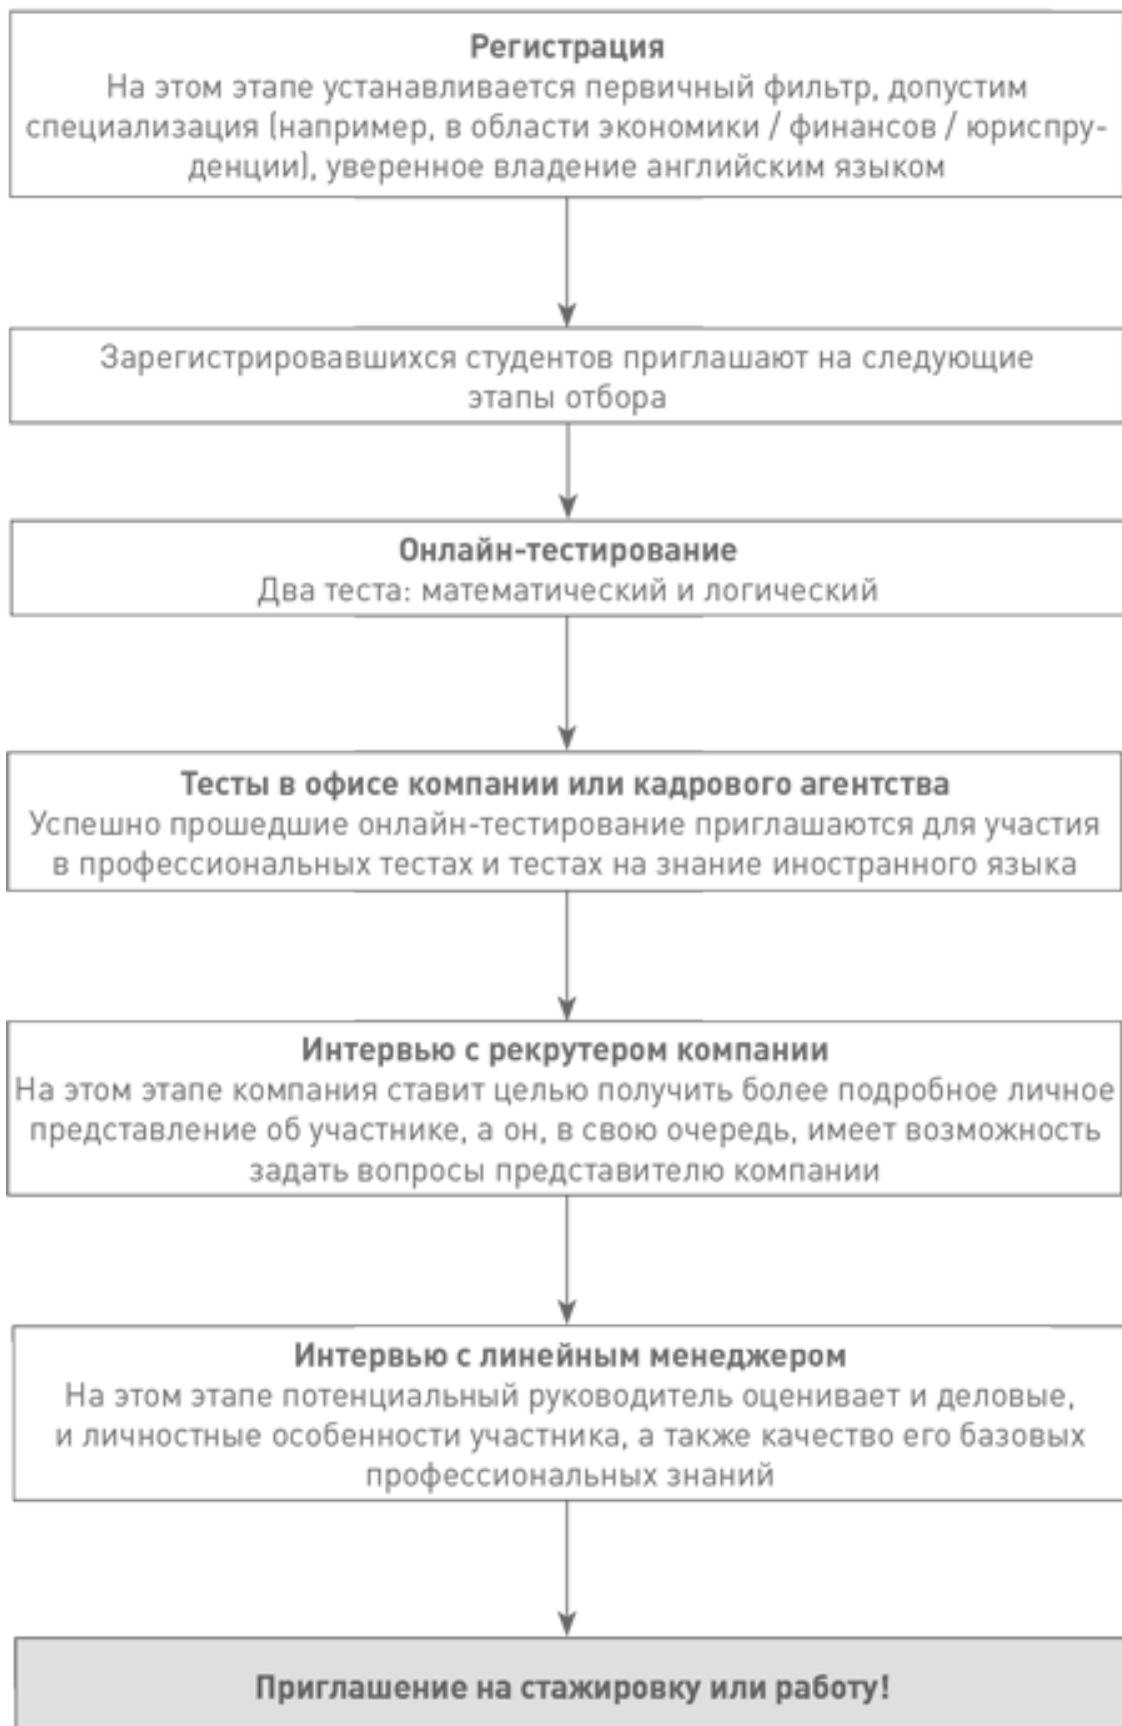 Регистрация
На этом этапе устанавливается первичный фильтр, допустим
специализация (например, в области экономики / финансов / юриспру-
денции), уверенное владение английским языком
Зарегистрировавшихся студентов приглашают на следующие
этапы отбора
Онлайн-тестирование
Два теста: математический и логический
Тесты в офисе компании или кадрового агентства
Успешно прошедшие онлайн-тестирование приглашаются для участия
в профессиональных тестах и тестах на знание иностранного языка
Интервью с рекрутером компании
На этом этапе компания ставит целью получить более подробное личное
представление об участнике, а он, в свою очередь, имеет возможность
задать вопросы представителю компании
Интервью с линейным менеджером
На этом этапе потенциальный руководитель оценивает и деловые,
и личностные особенности участника, а также качество его базовых
профессиональных знаний
Приглашение на стажировку или работу!